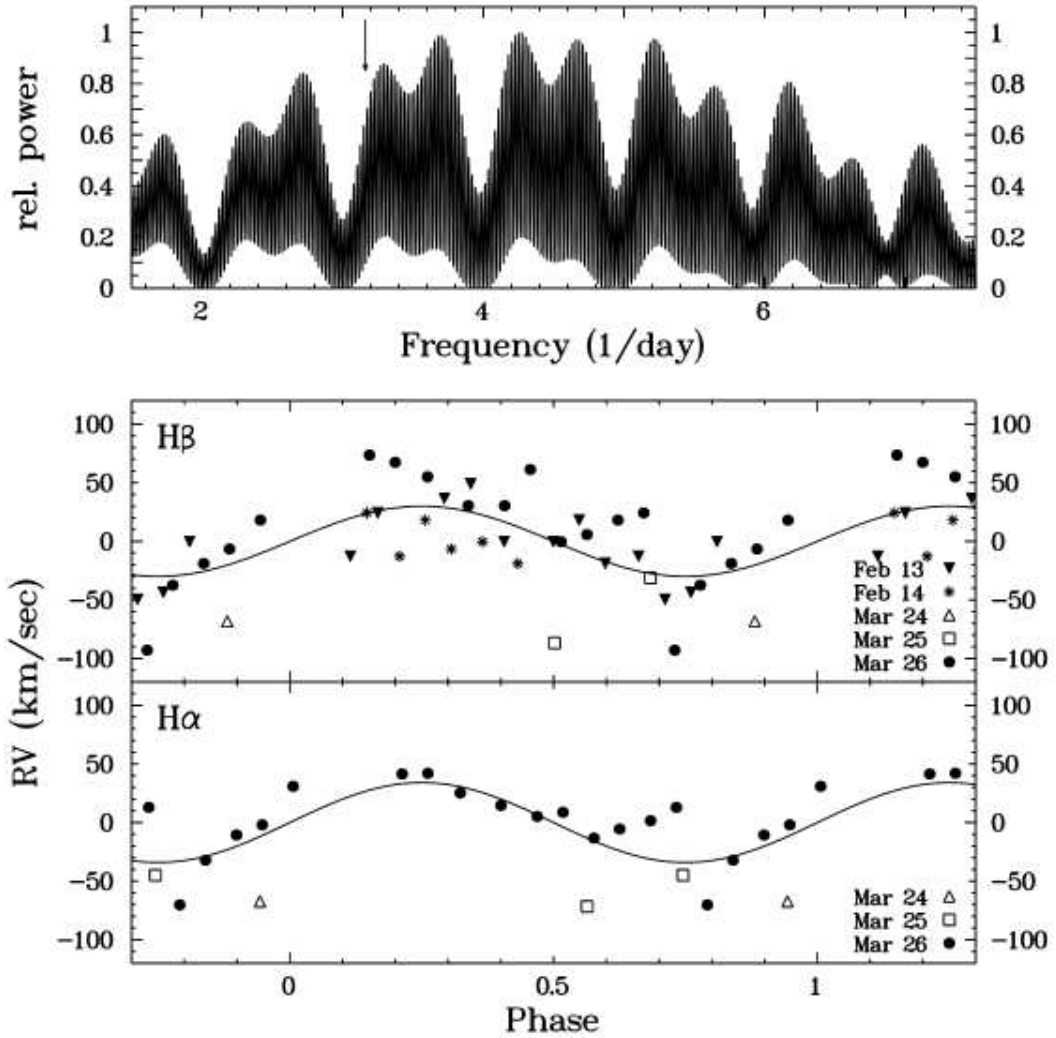 1
0.8
0.6
0.4
0.2
0
rel. power
1
0.8
0.6
0.4
0.2
0
2 4 6
Frequency (1/day)
Hβ
100
50
0
−50
−100
100
50
0
−50
−100
Feb 13
Feb 14
Mar 24
Mar 25
Mar 26
RV (km/sec)
Hα
100
50
0
−50
−100
100
50
0
−50
−100
Mar 24
Mar 25
Mar 26
0 0.5 1
Phase